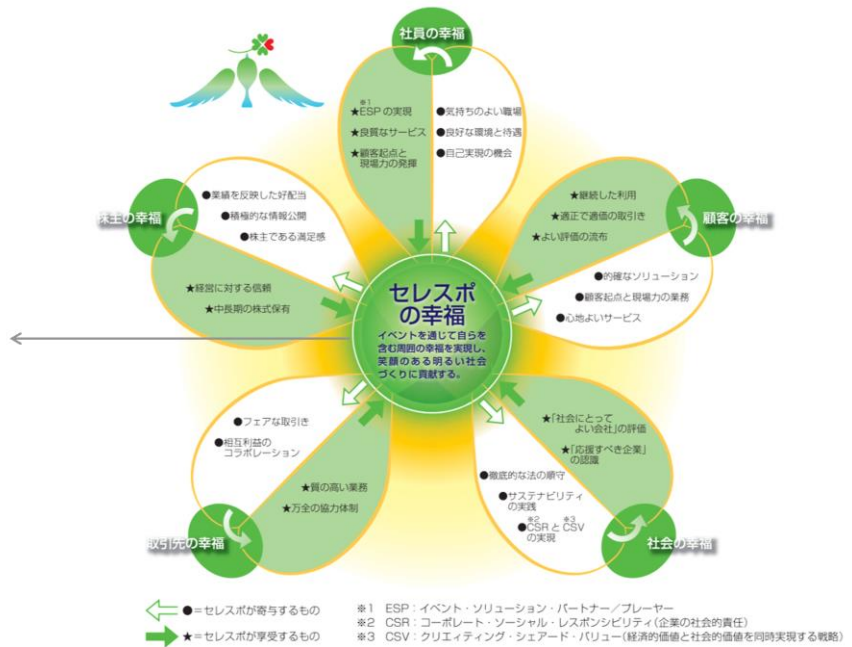 社員の幸福
※1
★ESPの実現
★良質なサービス
★顧客起点と
現場力の発揮
●気持ちのよい職場
●良好な環境と待遇
●自己実現の機会
株主の幸福
●業績を反映した好配当
●積極的な情報公開
●株主である満足感
★経営に対する信頼
★中長期の株式保有
顧客の幸福
★継続した利用
★適正で適価の取引き
★よい評価の流布
●的確なソリューション
●顧客起点と現場力の業務
●心地よいサービス
セレスポ
の幸福
イベントを通じて自らを
含む周囲の幸福を実現し、
笑顔のある明るい社会
づくりに貢献する。
●フェアな取引き
●相互利益の
コラボレーション
★質の高い業務
★万全の協力体制
取引先の幸福
★「社会にとって
よい会社」の評価
★「応援すべき企業」
の認識
●徹底的な法の順守
●サステナビリティ
の実践
※2 ※3
●CSRとCSV
の実現
社会の幸福
●=セレスポが寄与するもの
★=セレスポが享受するもの
※1 ESP:イベント・ソリューション・パートナー/プレーヤー
※2 CSR:コーポレート・ソーシャル・レスポンシビリティ(企業の社会的責任)
※3 CSV:クリエイティング・シェアード・バリュー(経済的価値と社会的価値を同時実現する戦略)